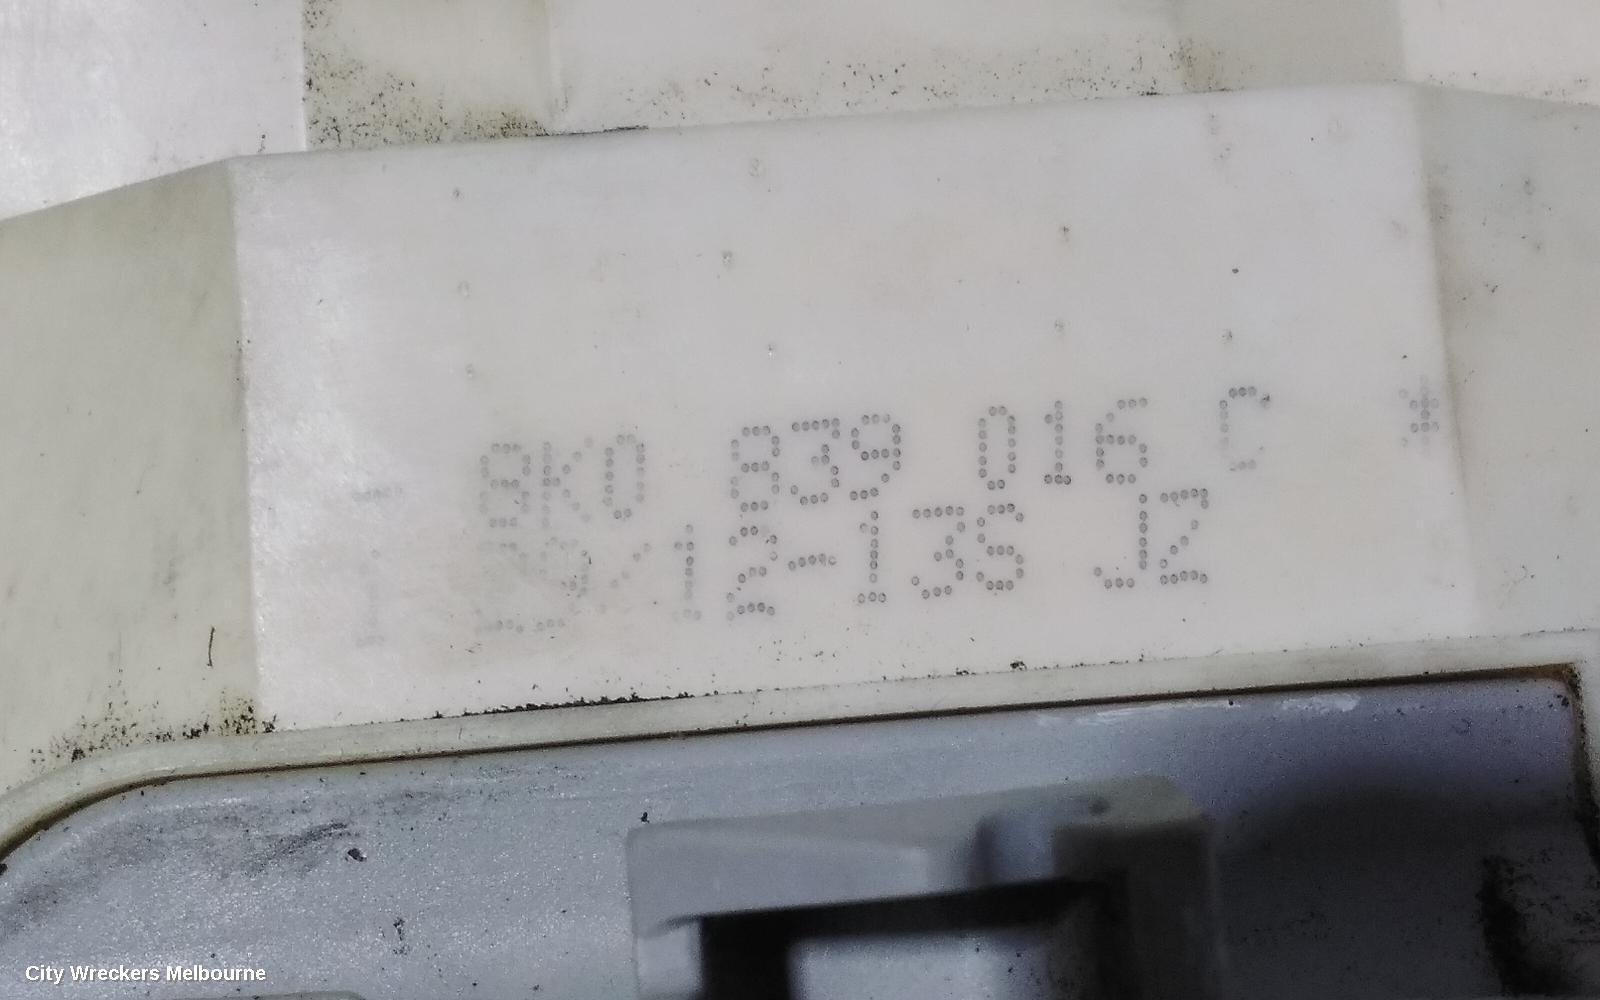 8K0 839 016 C *
/12-135 JZ
City Wreckers Melbourne